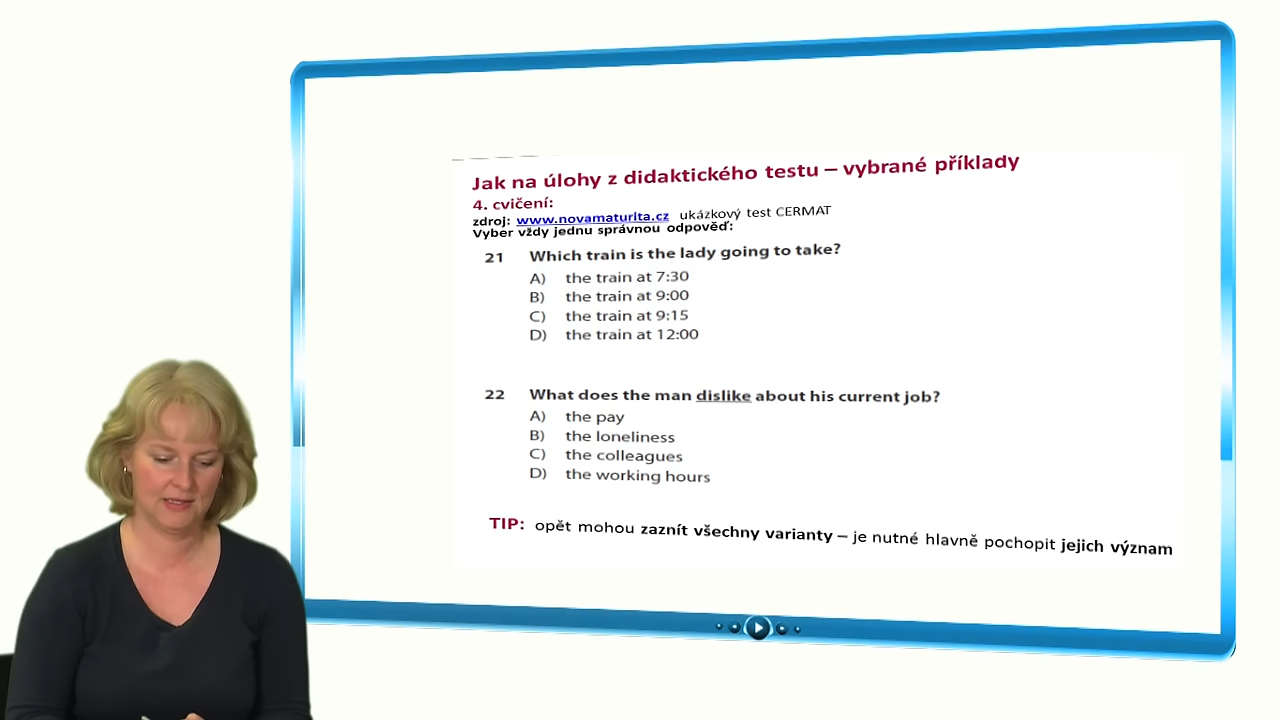 Jak na úlohy z didaktického testu – vybrané příklady
4. cvičení:
zdroj: www.novamaturita.cz ukázkový test CERMAT
Vyber vždy jednu správnou odpověď:
21 Which train is the lady going to take?
A) the train at 7:30
B) the train at 9:00
C) the train at 9:15
D) the train at 12:00
22 What does the man dislike about his current job?
A) the pay
B) the loneliness
C) the colleagues
D) the working hours
TIP: opět mohou zaznít všechny varianty – je nutné hlavně pochopit jejich význam